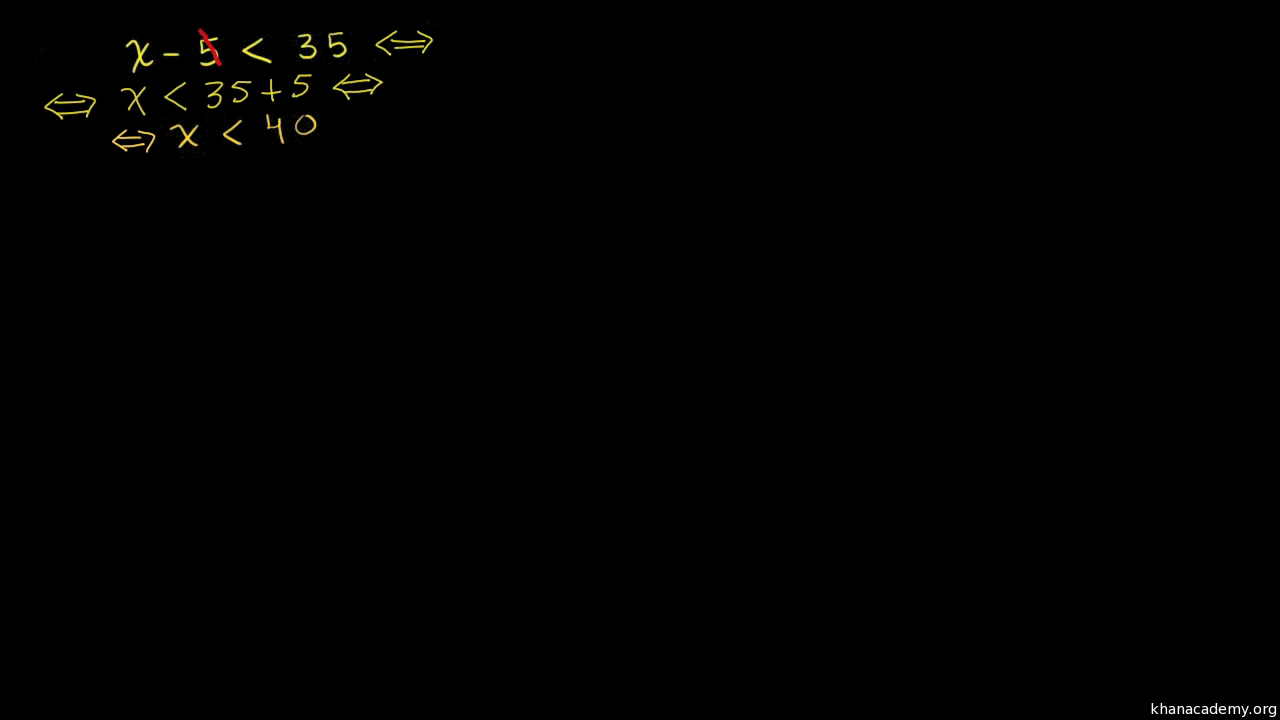 x - 5 < 35 ⟺
⟺ x < 35 + 5 ⟺
⟺ x < 40
khanacademy.org